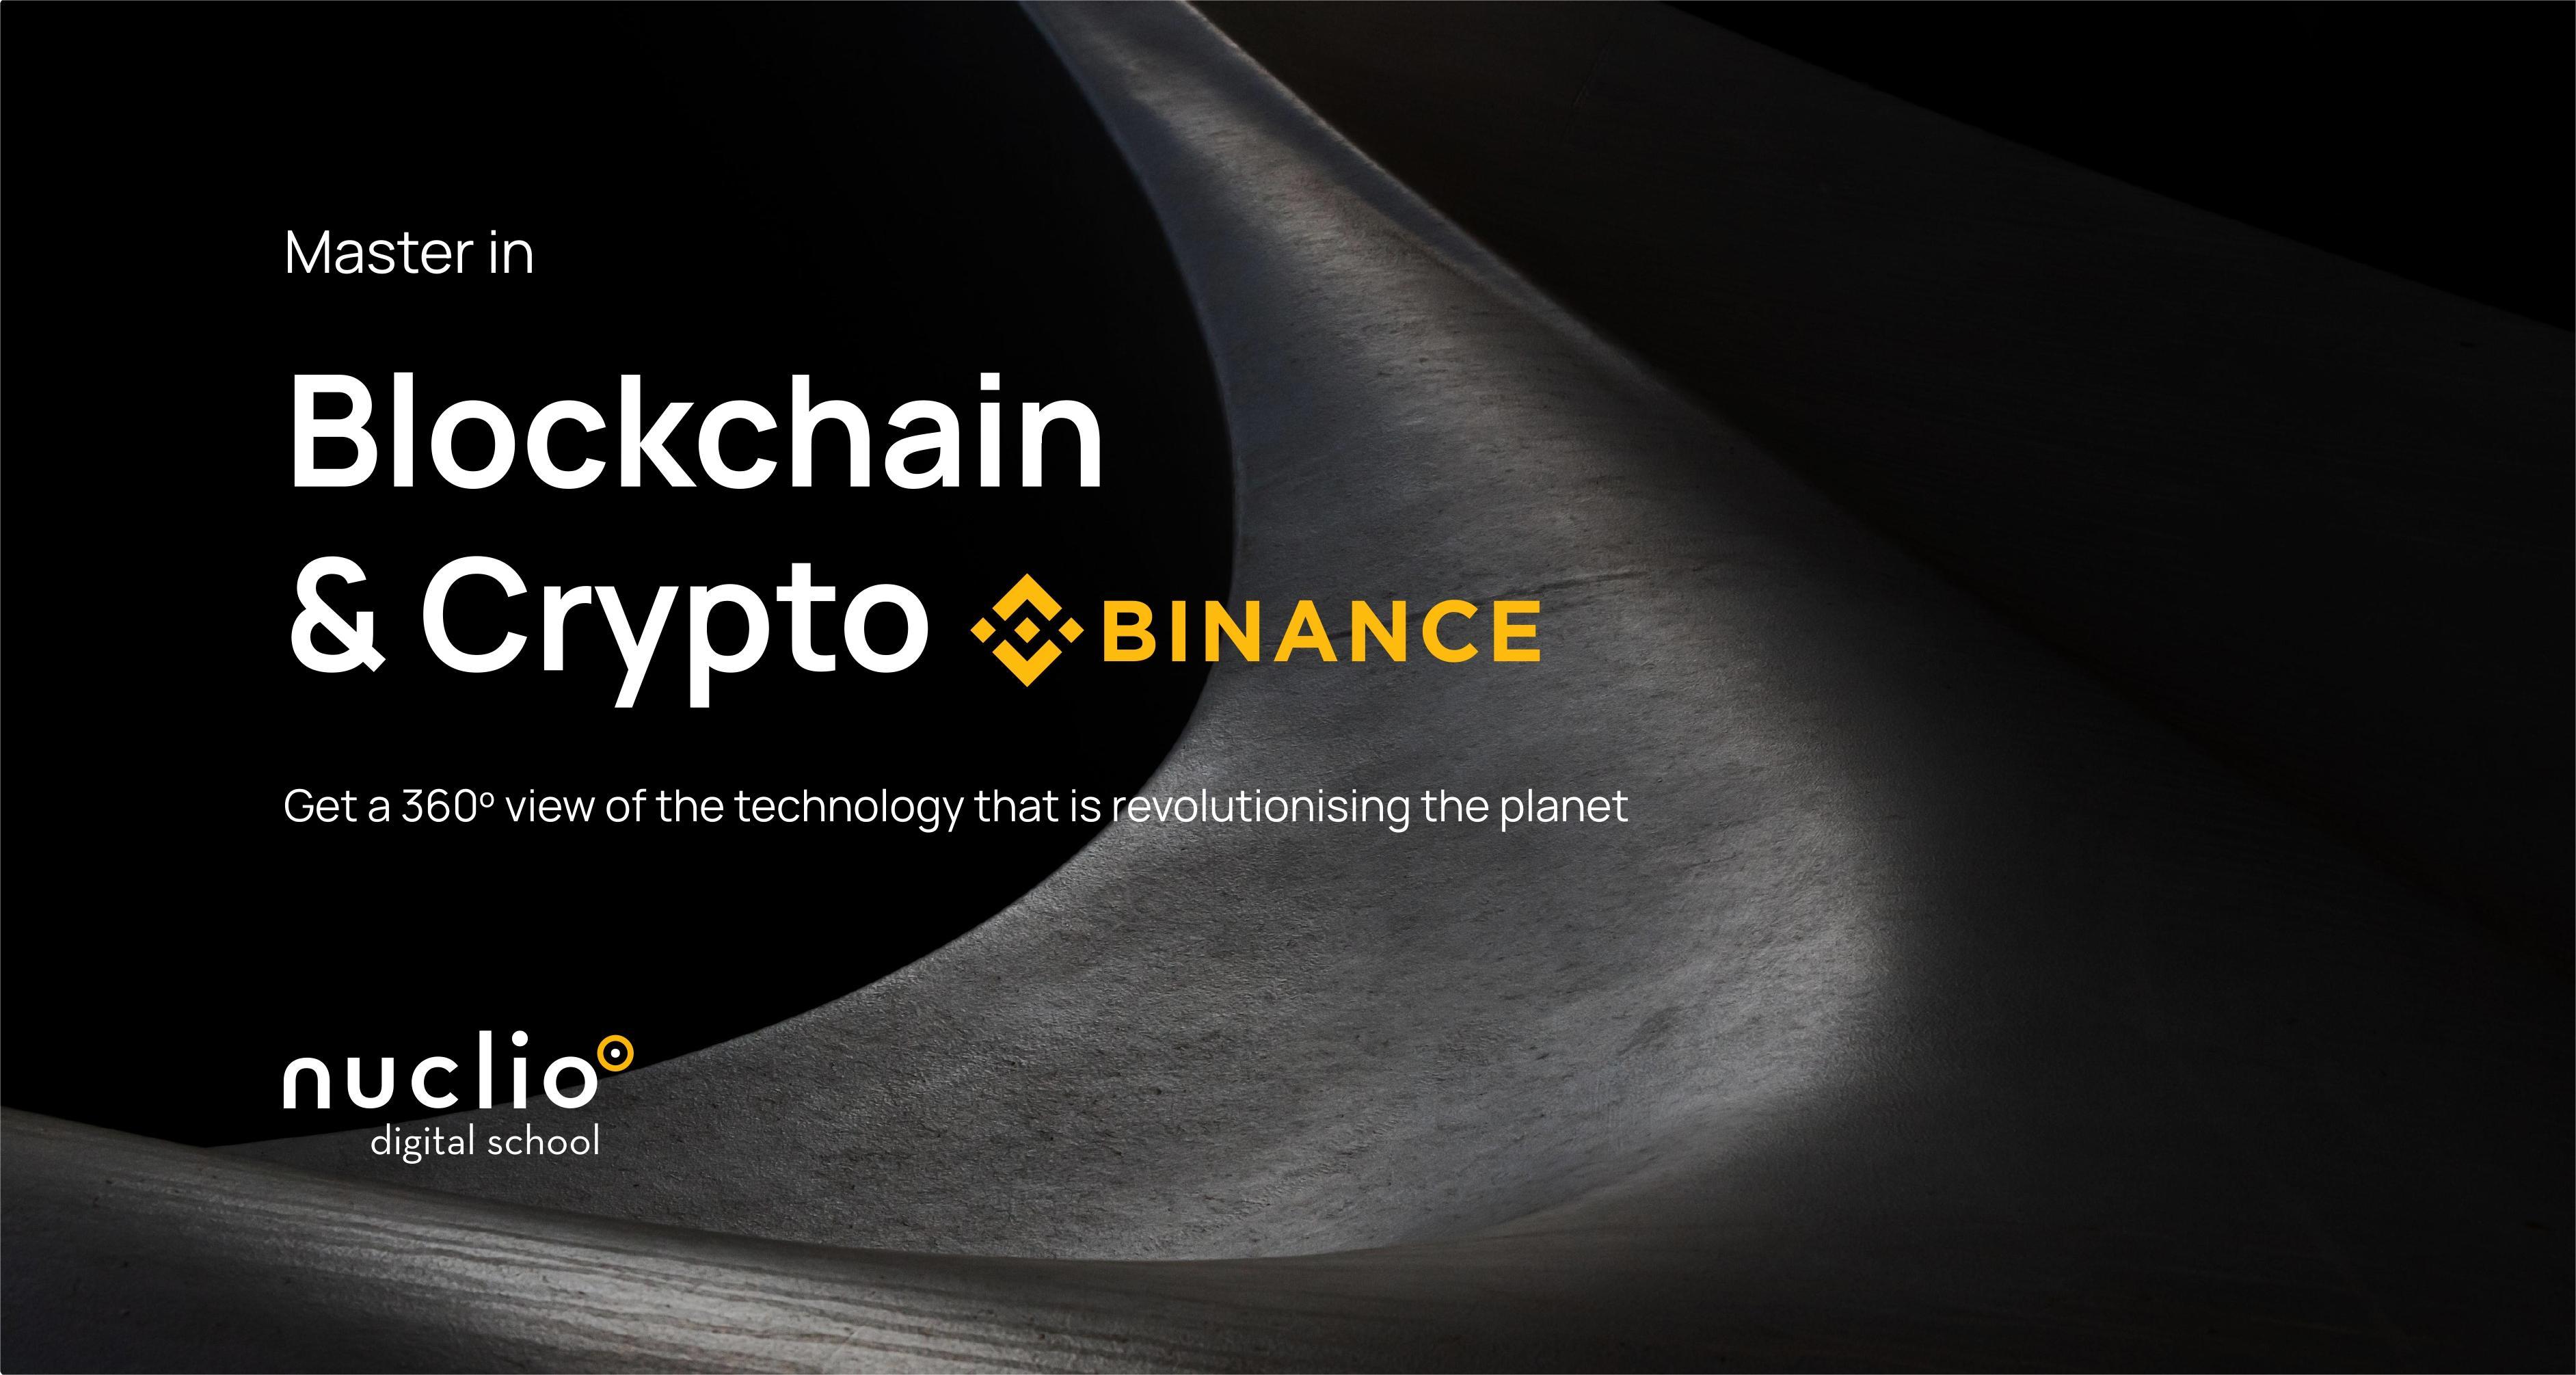 Master in
Blockchain
& Crypto BINANCE
Get a 360º view of the technology that is revolutionising the planet
nuclio
digital school